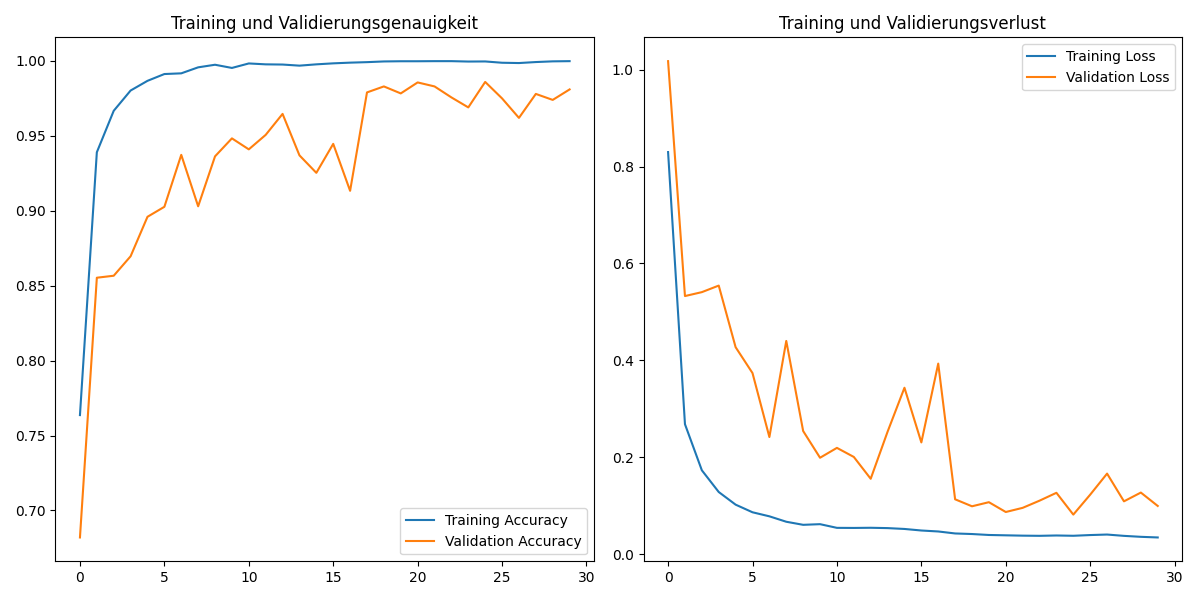 Training und Validierungsgenauigkeit
1.00
0.95
0.90
0.85
0.80
0.75
0.70
Training Accuracy
Validation Accuracy
0 5 10 15 20 25 30
Training und Validierungsverlust
Training Loss
Validation Loss
1.0
0.8
0.6
0.4
0.2
0.0
0 5 10 15 20 25 30